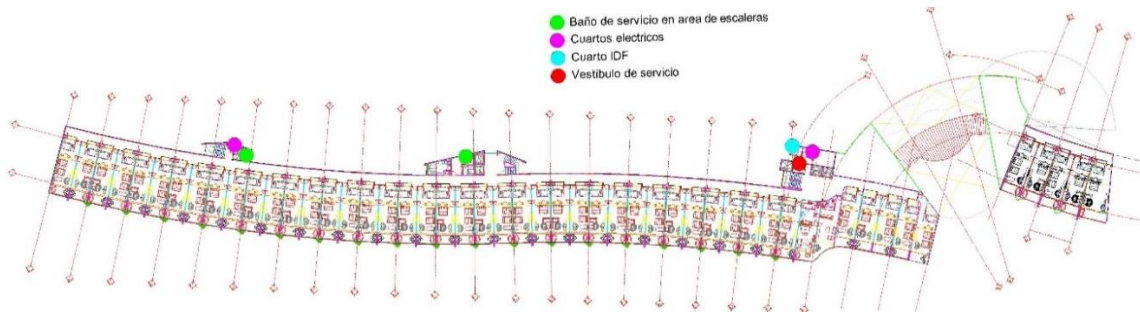 Baño de servicio en area de escaleras
Cuartos electricos
Cuarto IDF
Vestibulo de servicio